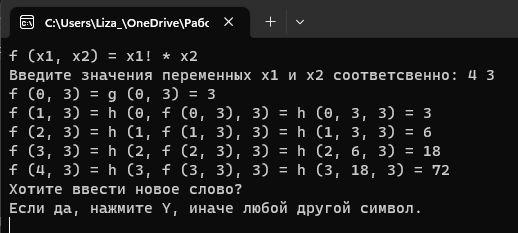 C:\Users\Liza_\OneDrive\Рабс
f (x1, x2) = x1! * x2
Введите значения переменных x1 и x2 соответсвенно: 4 3
f (0, 3) = g (0, 3) = 3
f (1, 3) = h (0, f (0, 3), 3) = h (0, 3, 3) = 3
f (2, 3) = h (1, f (1, 3), 3) = h (1, 3, 3) = 6
f (3, 3) = h (2, f (2, 3), 3) = h (2, 6, 3) = 18
f (4, 3) = h (3, f (3, 3), 3) = h (3, 18, 3) = 72
Хотите ввести новое слово?
Если да, нажмите Y, иначе любой другой символ.